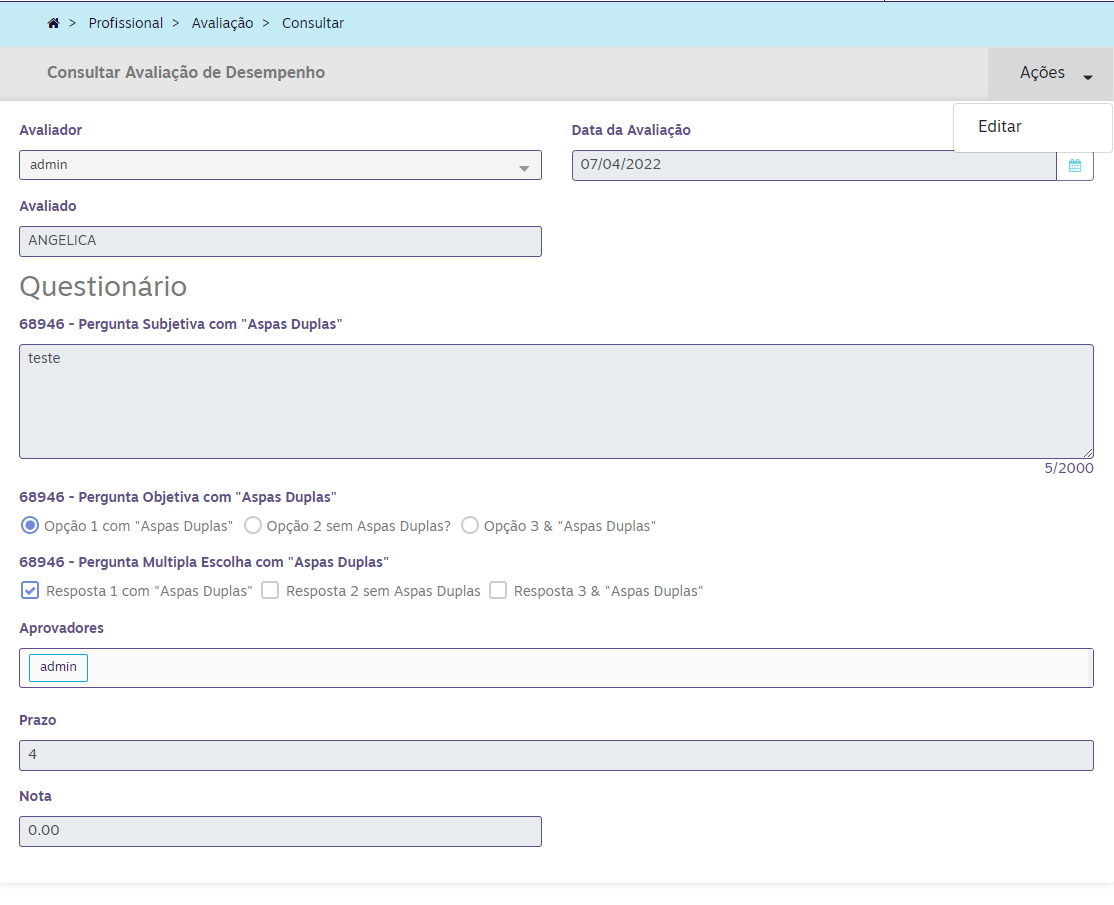 > Profissional > Avaliação > Consultar
Consultar Avaliação de Desempenho
Ações
Editar
Avaliador
Data da Avaliação
admin
07/04/2022
Avaliado
ANGELICA
Questionário
68946 - Pergunta Subjetiva com "Aspas Duplas"
teste
5/2000
68946 - Pergunta Objetiva com "Aspas Duplas"
Opção 1 com "Aspas Duplas" Opção 2 sem Aspas Duplas? Opção 3 & "Aspas Duplas"
68946 - Pergunta Multipla Escolha com "Aspas Duplas"
Resposta 1 com "Aspas Duplas" Resposta 2 sem Aspas Duplas Resposta 3 & "Aspas Duplas"
Aprovadores
admin
Prazo
4
Nota
0.00